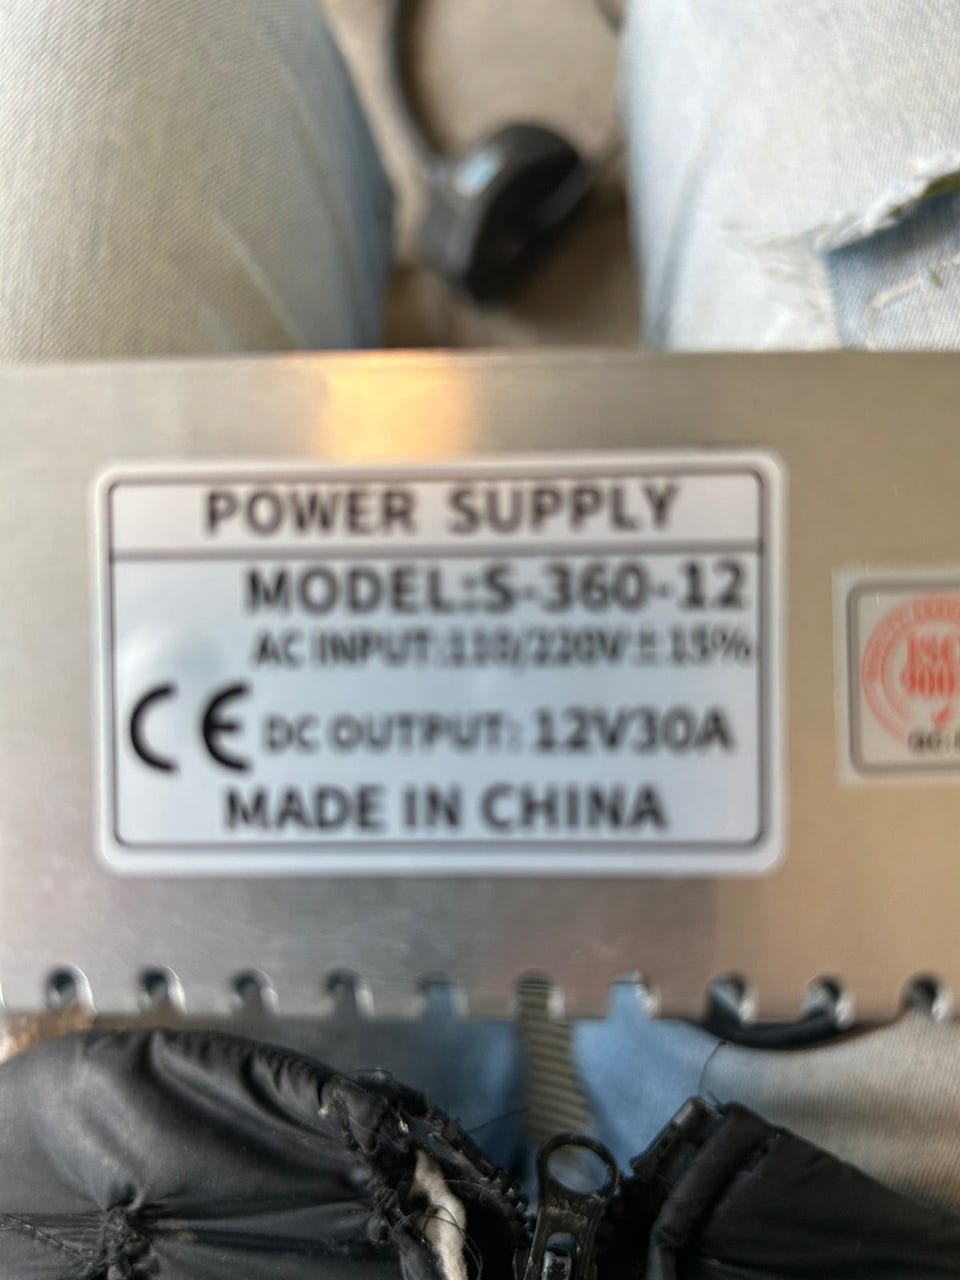 POWER SUPPLY
MODEL:S-360-12
AC INPUT:110/220V±15%
CE DC OUTPUT: 12V30A
MADE IN CHINA